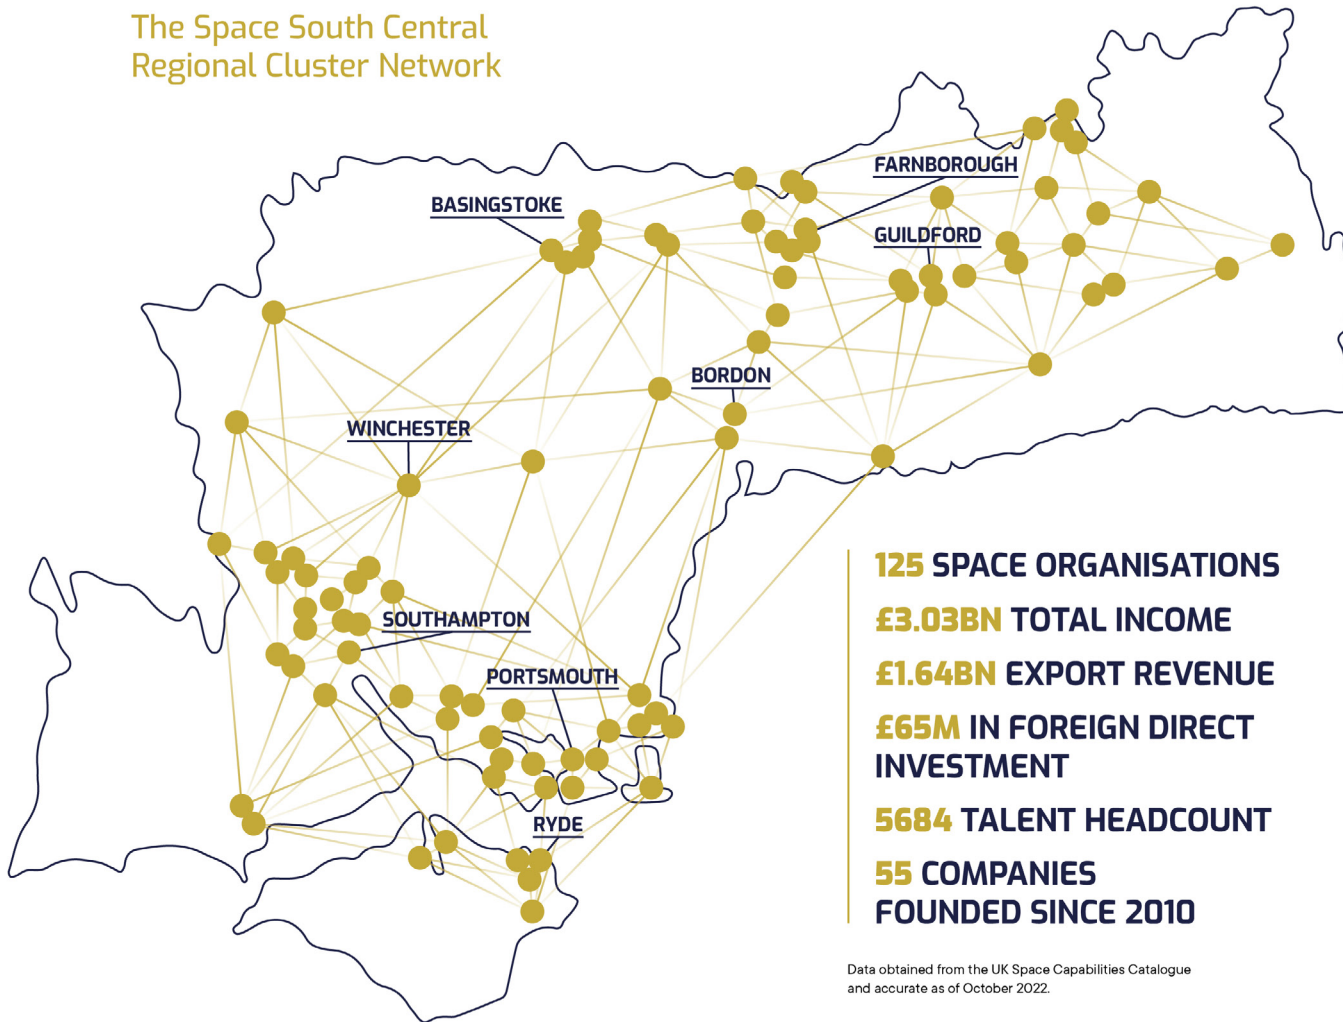 The Space South Central
Regional Cluster Network
FARNBOROUGH
BASINGSTOKE
GUILDFORD
BORDON
WINCHESTER
SOUTHAMPTON
PORTSMOUTH
RYDE
125 SPACE ORGANISATIONS
£3.03BN TOTAL INCOME
£1.64BN EXPORT REVENUE
£65M IN FOREIGN DIRECT
INVESTMENT
5684 TALENT HEADCOUNT
55 COMPANIES
FOUNDED SINCE 2010
Data obtained from the UK Space Capabilities Catalogue
and accurate as of October 2022.